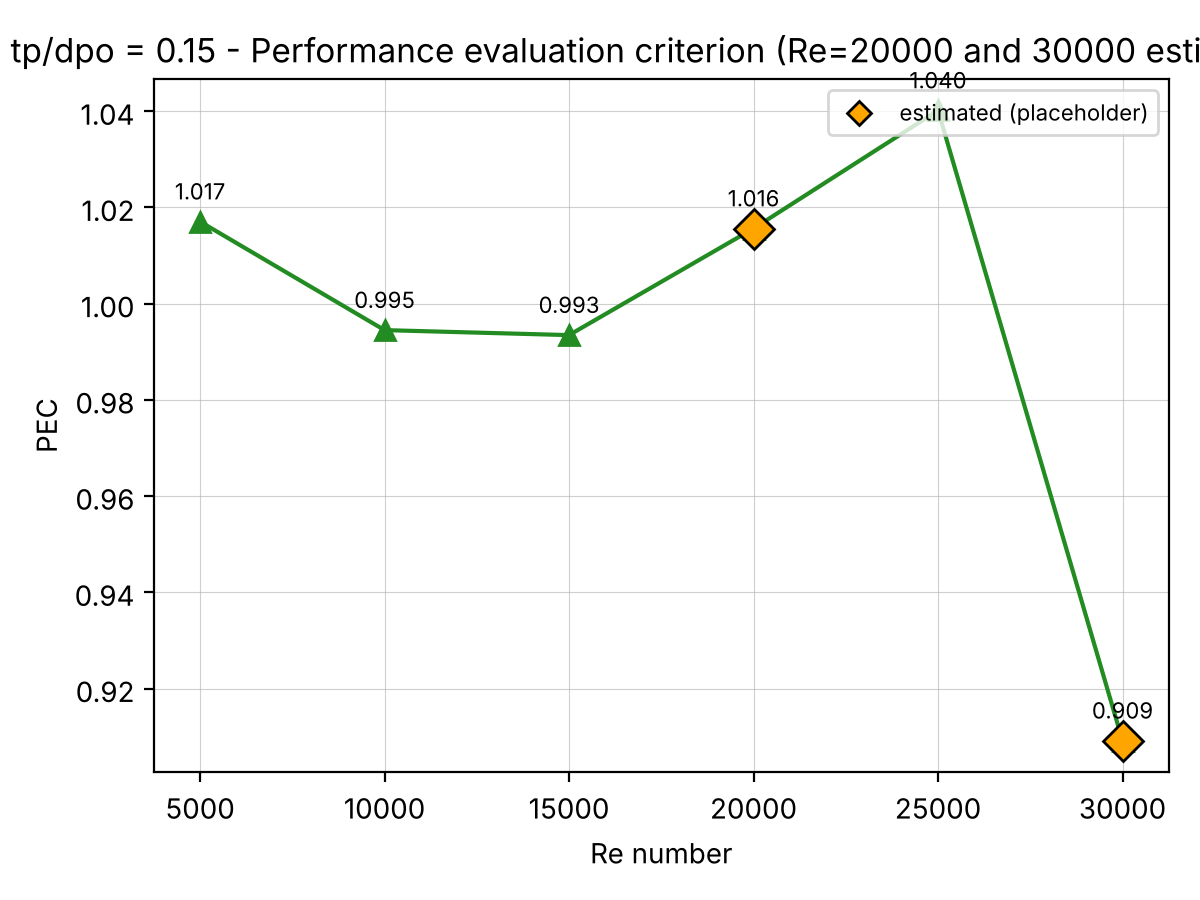 tp/dpo = 0.15 - Performance evaluation criterion (Re=20000 and 30000 esti
1.040
estimated (placeholder)
1.04
1.017
1.016
1.02
0.995
0.993
1.00
0.98
PEC
0.96
0.94
0.92
0.909
5000 10000 15000 20000 25000 30000
Re number